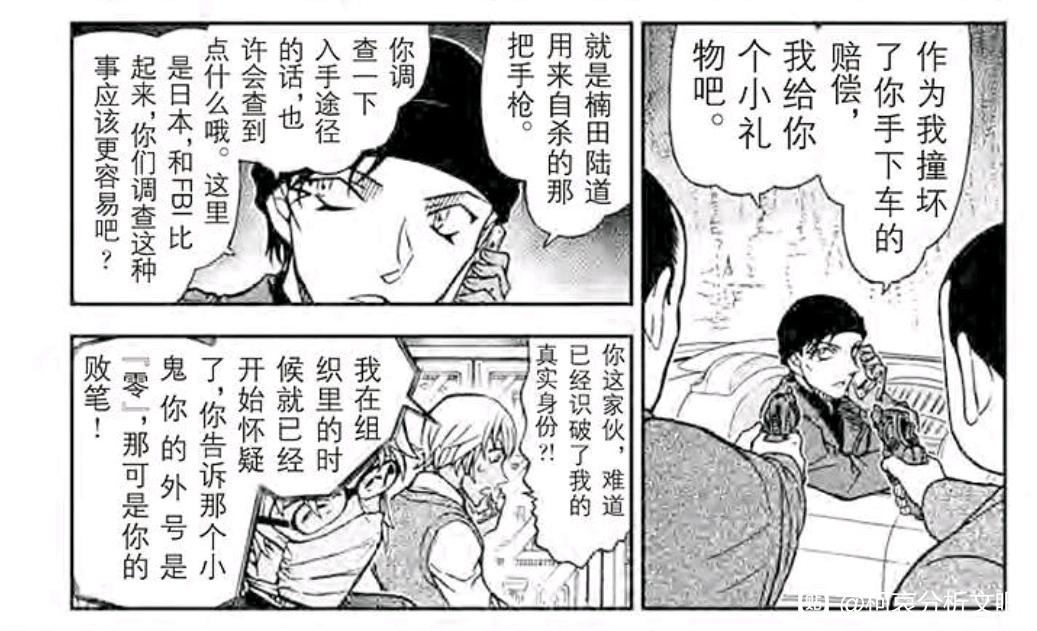 作为我撞坏
了你手下车的
赔偿，
我给你
个小礼
物吧。
就是楠田陆道
用来自杀的那
把手枪。
你调
查一下
入手途径
的话，也
许会查到
点什么哦。这里
是日本，和FBI比
起来，你们调查这种
事应该更容易吧？
你这家伙，难道
已经识破了我的
真实身份?!
我在组
织里的时
候就已经
开始怀疑
了，你告诉那个小
鬼你的外号是
『零』，那可是你的
败笔！
@柯哀分析文